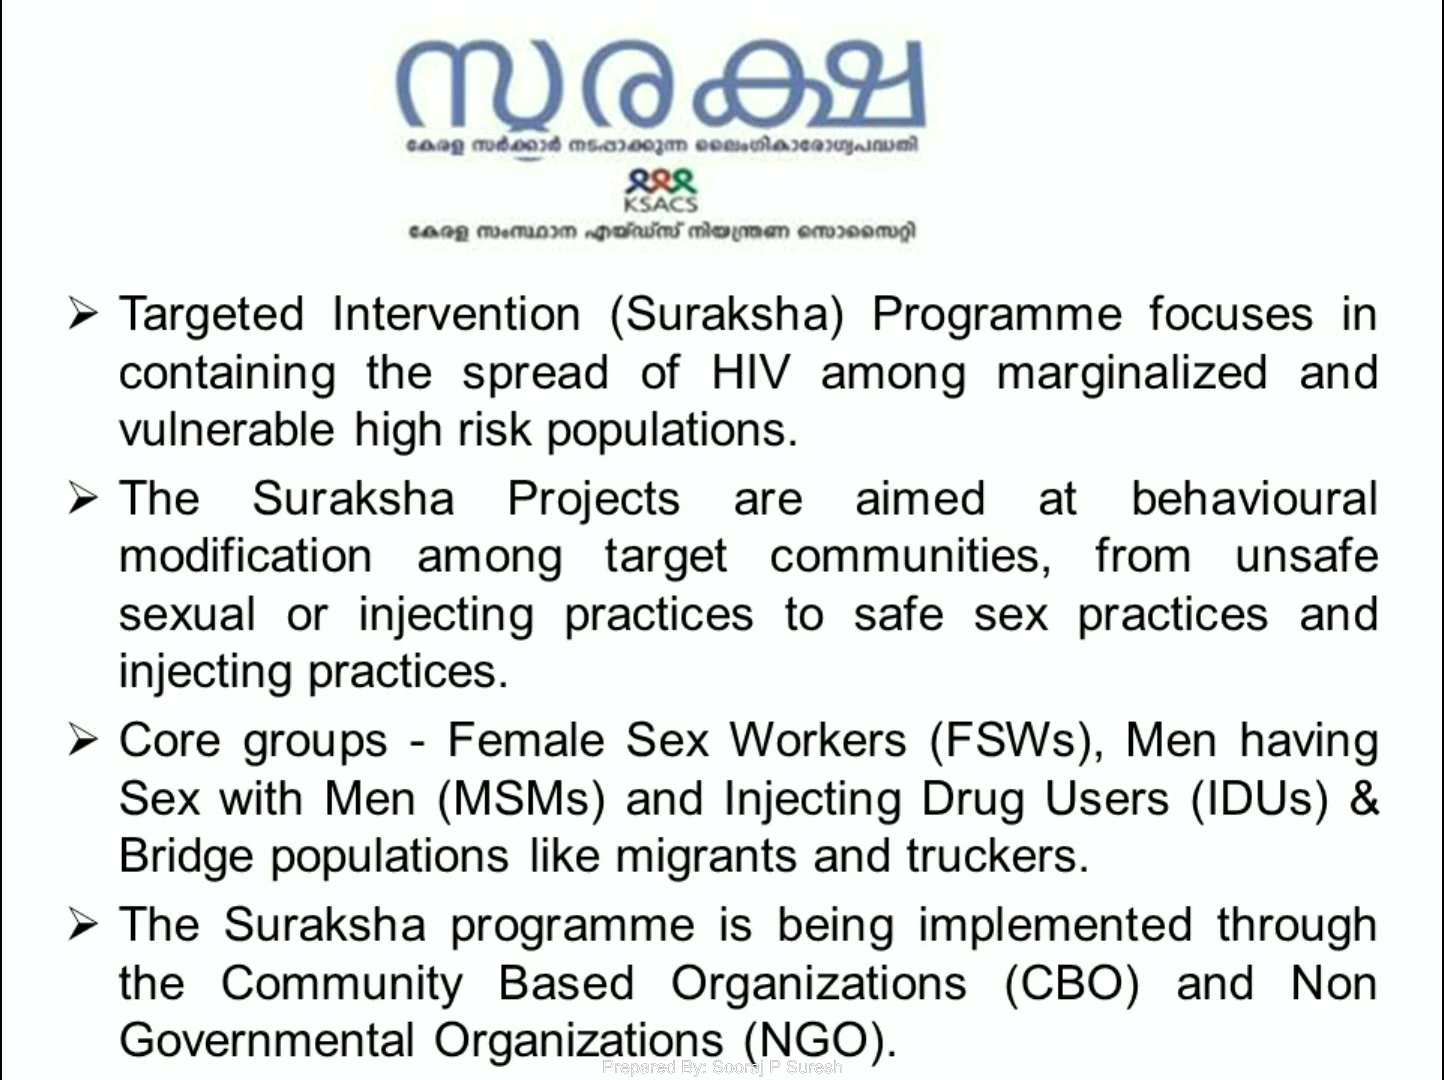 സുരക്ഷ
കേരള സർക്കാർ നടപ്പാക്കുന്ന ലൈംഗികാരോഗ്യപദ്ധതി
KSACS
കേരള സംസ്ഥാന എയ്ഡ്സ് നിയന്ത്രണ സൊസൈറ്റി
➢ Targeted Intervention (Suraksha) Programme focuses in
containing the spread of HIV among marginalized and
vulnerable high risk populations.
➢ The Suraksha Projects are aimed at behavioural
modification among target communities, from unsafe
sexual or injecting practices to safe sex practices and
injecting practices.
➢ Core groups - Female Sex Workers (FSWs), Men having
Sex with Men (MSMs) and Injecting Drug Users (IDUs) &
Bridge populations like migrants and truckers.
➢ The Suraksha programme is being implemented through
the Community Based Organizations (CBO) and Non
Governmental Organizations (NGO).
Prepared By: Sooraj P Suresh